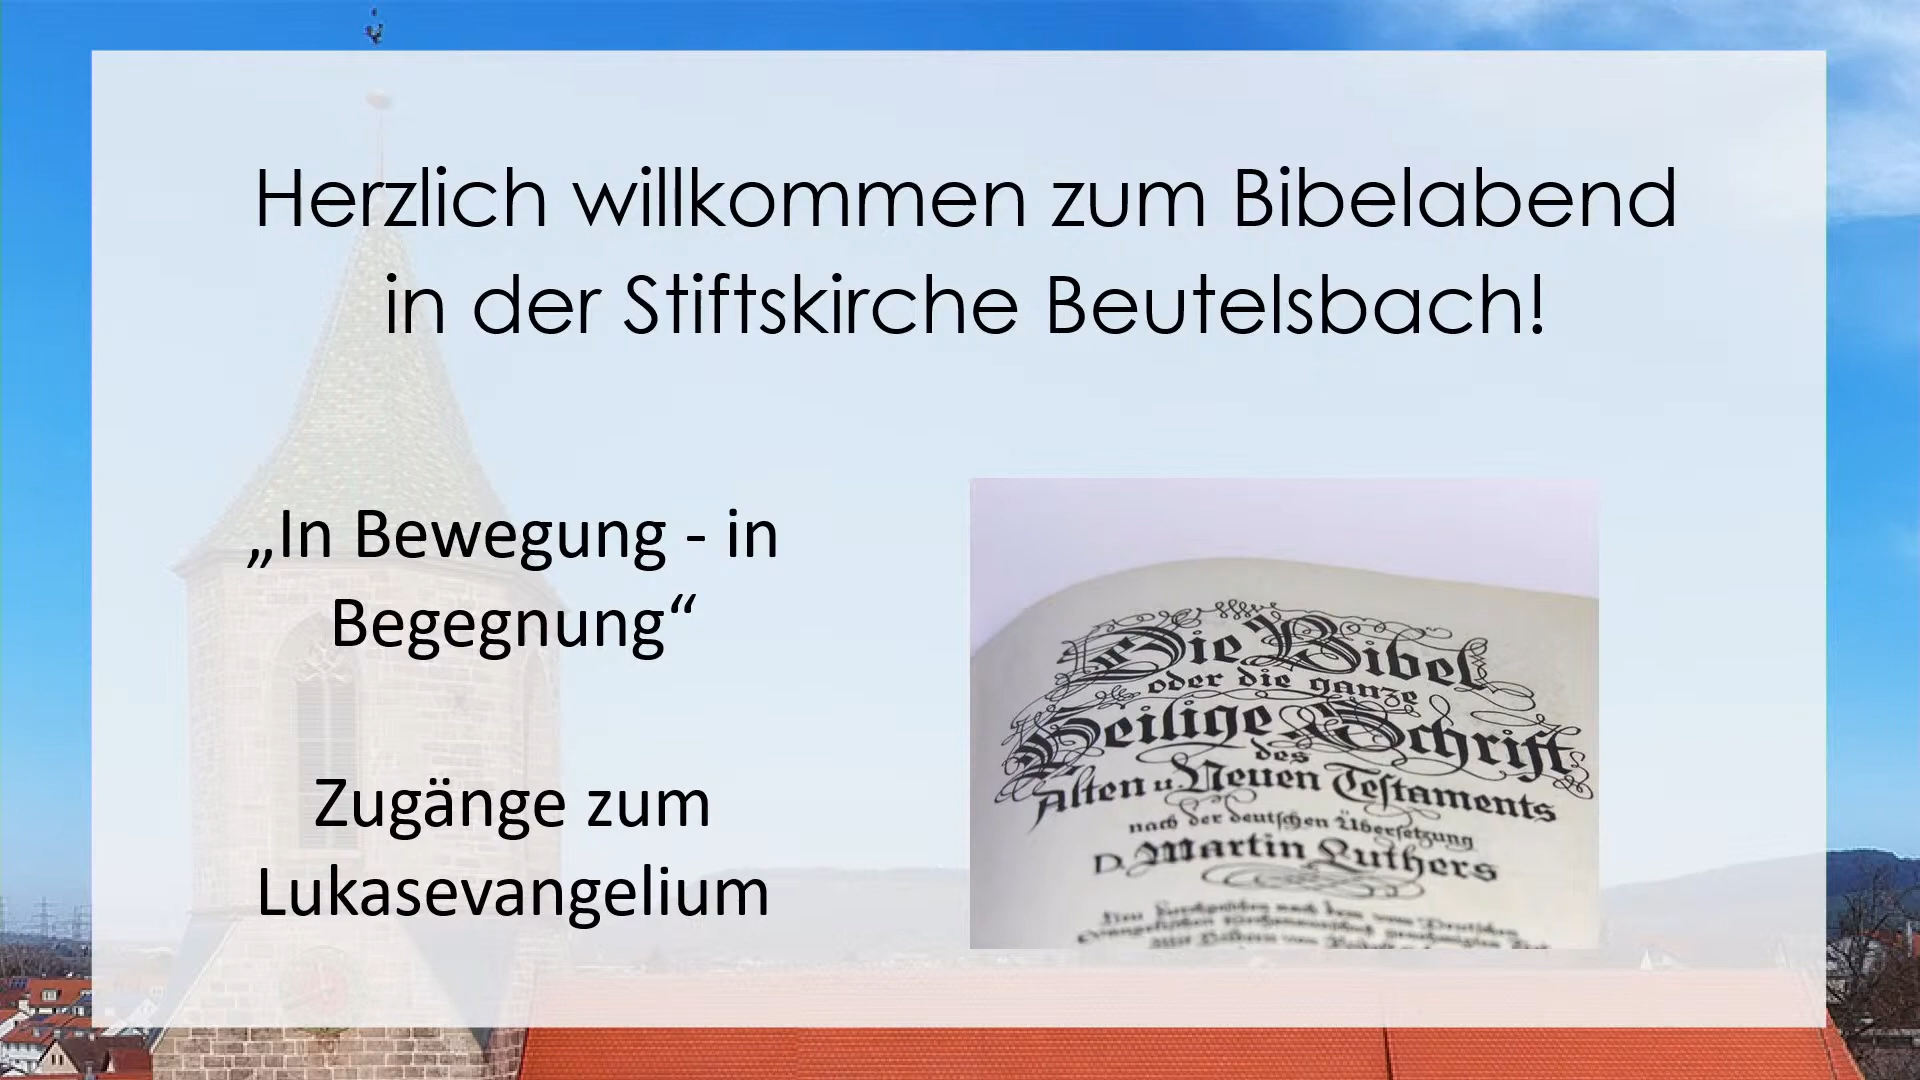 Herzlich willkommen zum Bibelabend
in der Stiftskirche Beutelsbach!
„In Bewegung - in
Begegnung“
Zugänge zum
Lukasevangelium
Die Bibel
oder die ganze
Heilige Schrift
des
Alten u. Neuen Testaments
nach der deutschen Übersetzung
D. Martin Luthers